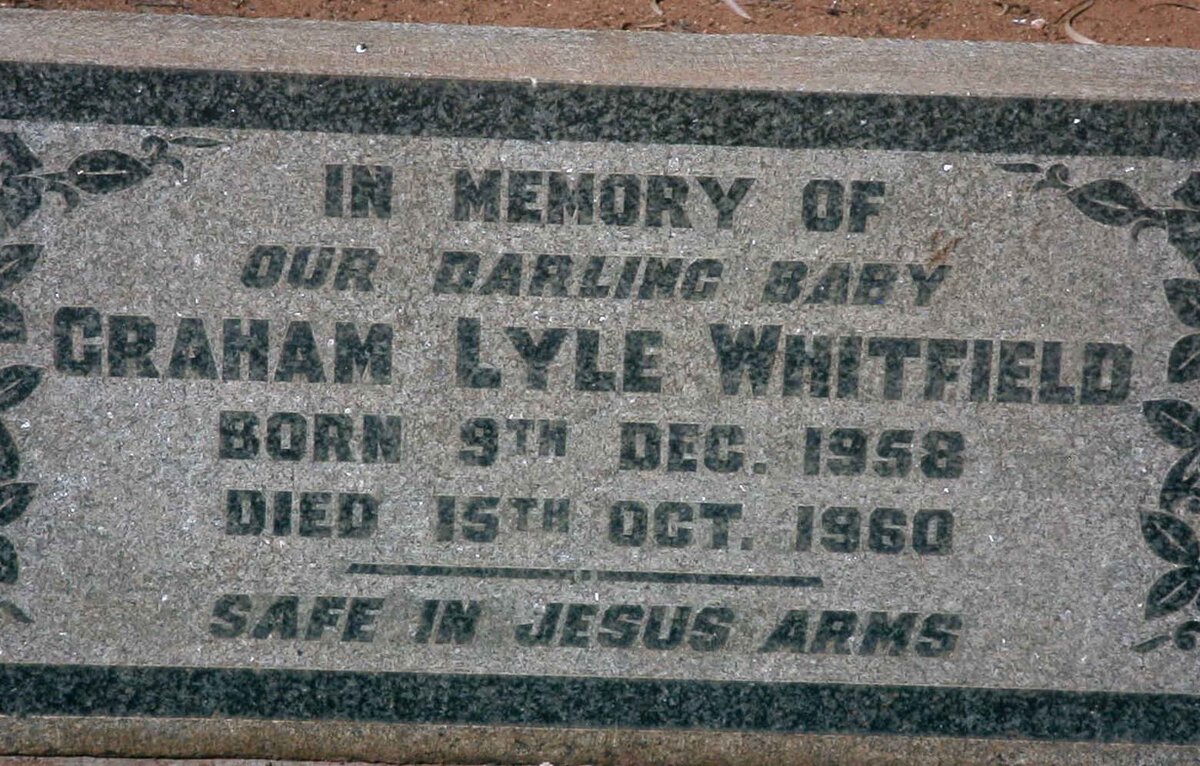 IN MEMORY OF
OUR DARLING BABY
GRAHAM LYLE WHITFIELD
BORN 9TH DEC. 1958
DIED 15TH OCT. 1960
SAFE IN JESUS ARMS